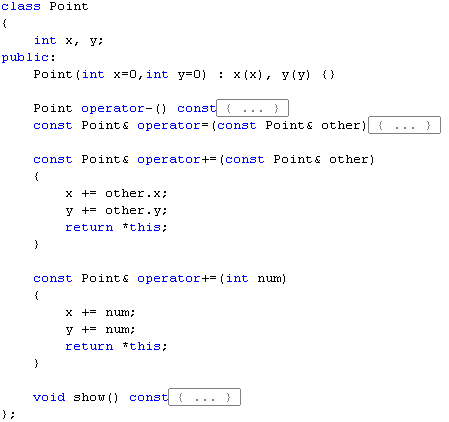 class Point
{
    int x, y;
public:
    Point(int x=0,int y=0) : x(x), y(y) {}
    Point operator-() const{ ... }
    const Point& operator=(const Point& other){ ... }
    const Point& operator+=(const Point& other)
    {
        x += other.x;
        y += other.y;
        return *this;
    }
    const Point& operator+=(int num)
    {
        x += num;
        y += num;
        return *this;
    }
    void show() const{ ... }
};